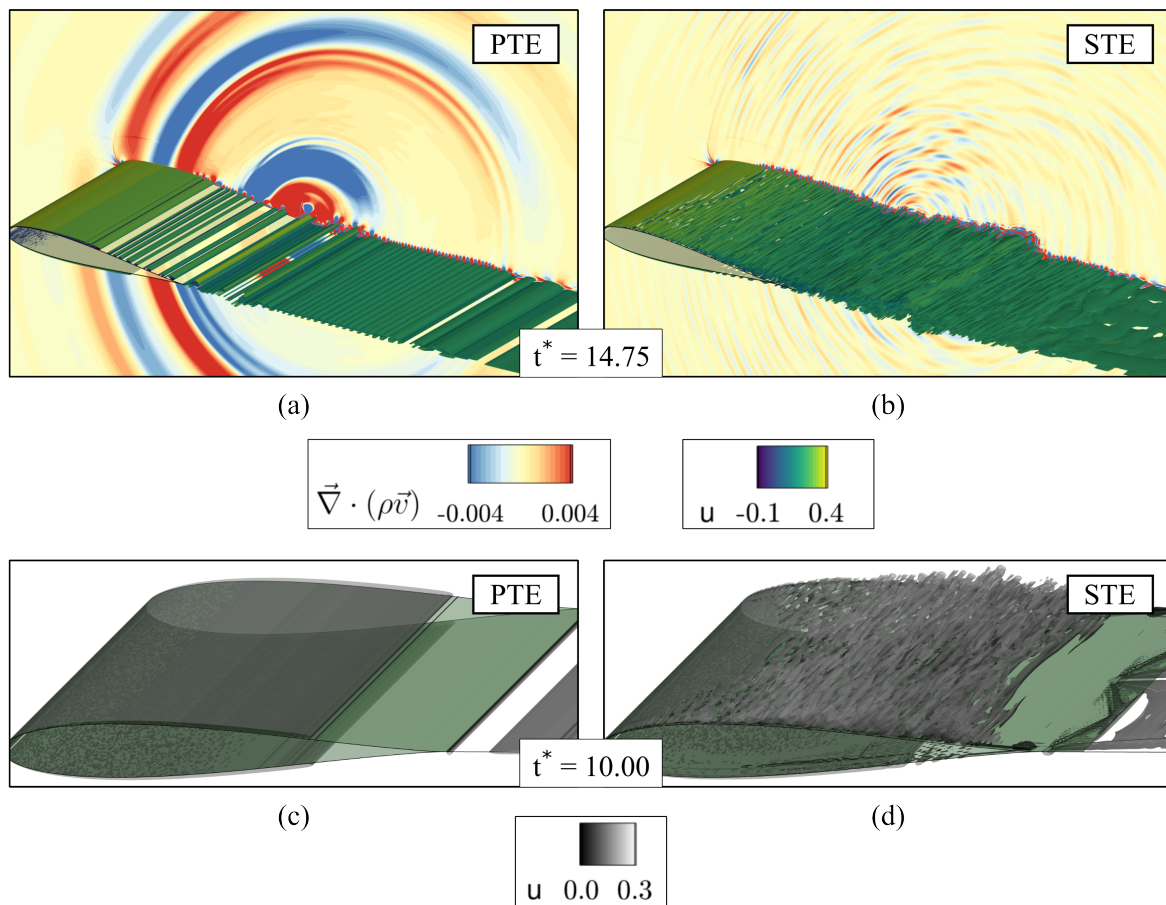 PTE
STE
t* = 14.75
(a)
(b)
∇⃗ · (ρv⃗) -0.004 0.004
u -0.1 0.4
PTE
STE
t* = 10.00
(c)
(d)
u 0.0 0.3